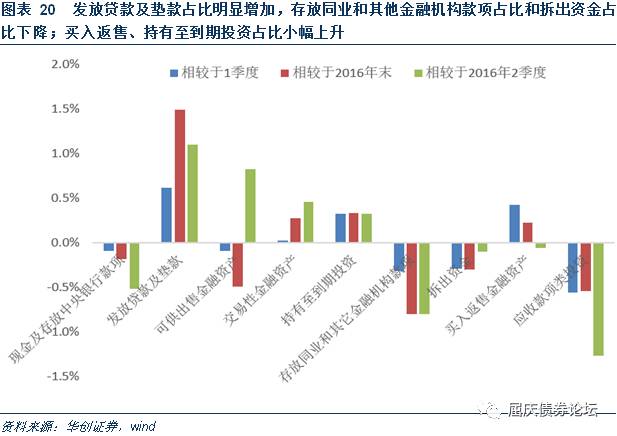 图表 20 发放贷款及垫款占比明显增加，存放同业和其他金融机构款项占比和拆出资金占
比下降；买入返售、持有至到期投资占比小幅上升
2.0%
相较于1季度
相较于2016年末
相较于2016年2季度
1.5%
1.0%
0.5%
0.0%
-0.5%
-1.0%
-1.5%
现金及存放中央银行款项
发放贷款及垫款
可供出售金融资产
交易性金融资产
持有至到期投资
存放同业和其它金融机构款项
拆出资金
买入返售金融资产
应收款项类投资
屈庆债券论坛
资料来源：华创证券，wind